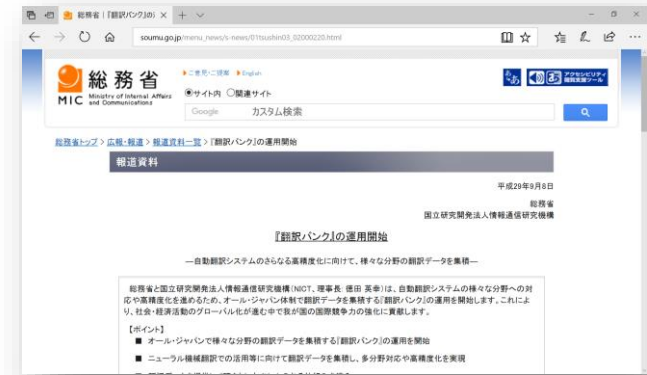 総務省|『翻訳バンク』の
soumu.go.jp/menu_news/s-news/01tsushin03_02000220.html
総務省
MIC Ministry of Internal Affairs and Communications
ご意見・ご提案 English
サイト内 関連サイト
Google カスタム検索
あぁ
アクセシビリティ
閲覧支援ツール
総務省トップ > 広報・報道 > 報道資料一覧 > 『翻訳バンク』の運用開始
報道資料
平成29年9月8日
総務省
国立研究開発法人情報通信研究機構
『翻訳バンク』の運用開始
―自動翻訳システムのさらなる高精度化に向けて、様々な分野の翻訳データを集積―
総務省と国立研究開発法人情報通信研究機構(NICT、理事長: 徳田 英幸)は、自動翻訳システムの様々な分野への対
応や高精度化を進めるため、オール・ジャパン体制で翻訳データを集積する『翻訳バンク』の運用を開始します。これによ
り、社会・経済活動のグローバル化が進む中で我が国の国際競争力の強化に貢献します。
【ポイント】
■ オール・ジャパンで様々な分野の翻訳データを集積する『翻訳バンク』の運用を開始
■ ニューラル機械翻訳での活用等に向けて翻訳データを集積し、多分野対応や高精度化を実現